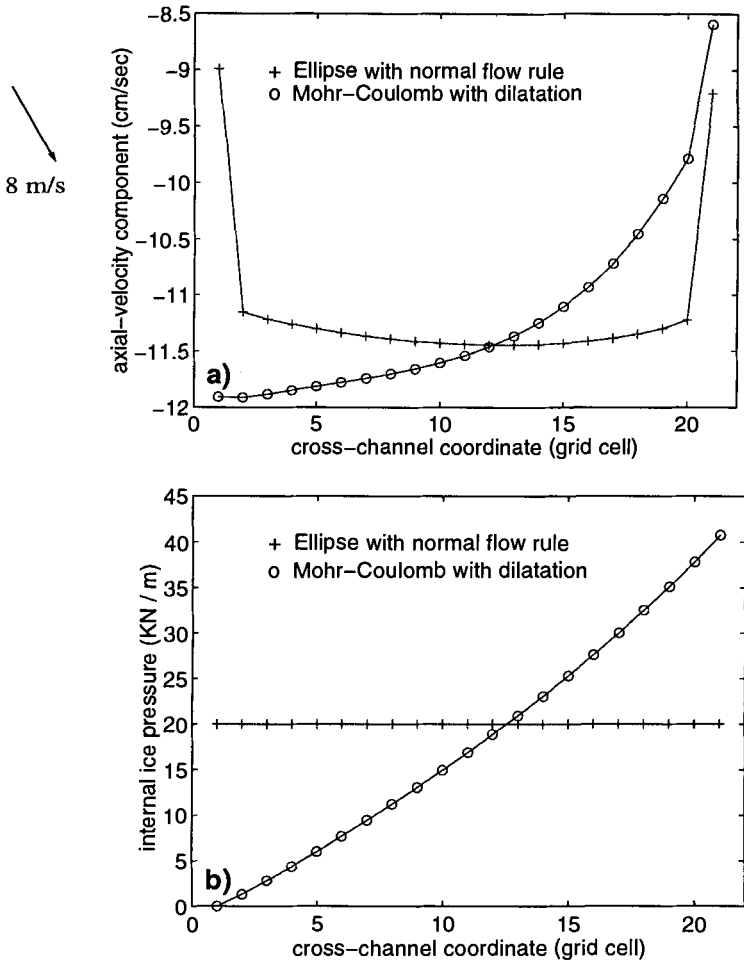 -8.5
-9
-9.5
-10
-10.5
-11
-11.5
-12
axial-velocity component (cm/sec)
+ Ellipse with normal flow rule
o Mohr-Coulomb with dilatation
8 m/s
a)
0 5 10 15 20
cross-channel coordinate (grid cell)
45
40
35
30
25
20
15
10
5
0
internal ice pressure (KN / m)
+ Ellipse with normal flow rule
o Mohr-Coulomb with dilatation
b)
0 5 10 15 20
cross-channel coordinate (grid cell)